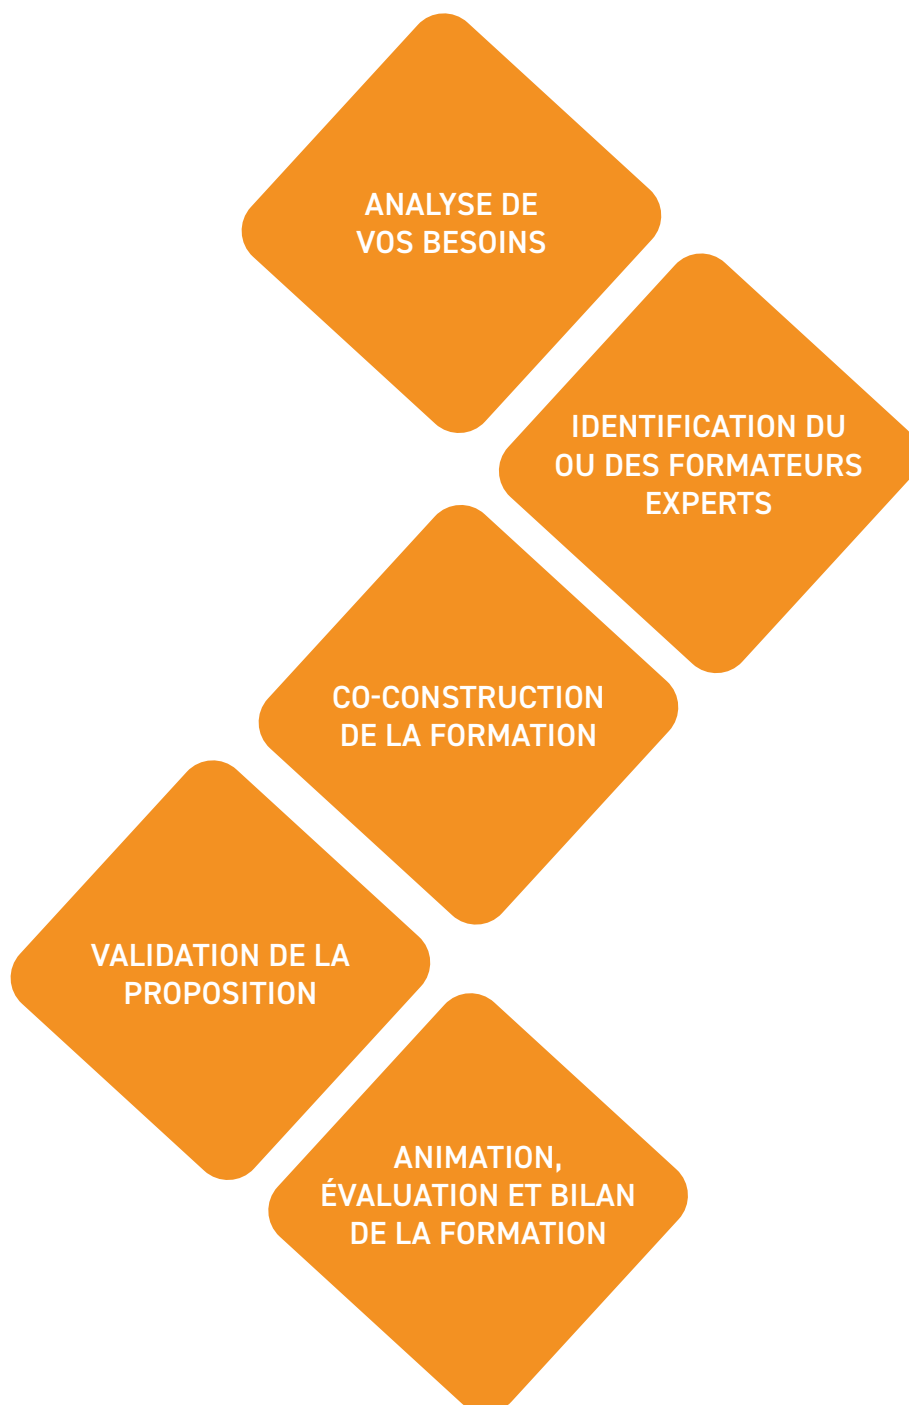 ANALYSE DE
VOS BESOINS
IDENTIFICATION DU
OU DES FORMATEURS
EXPERTS
CO-CONSTRUCTION
DE LA FORMATION
VALIDATION DE LA
PROPOSITION
ANIMATION,
ÉVALUATION ET BILAN
DE LA FORMATION